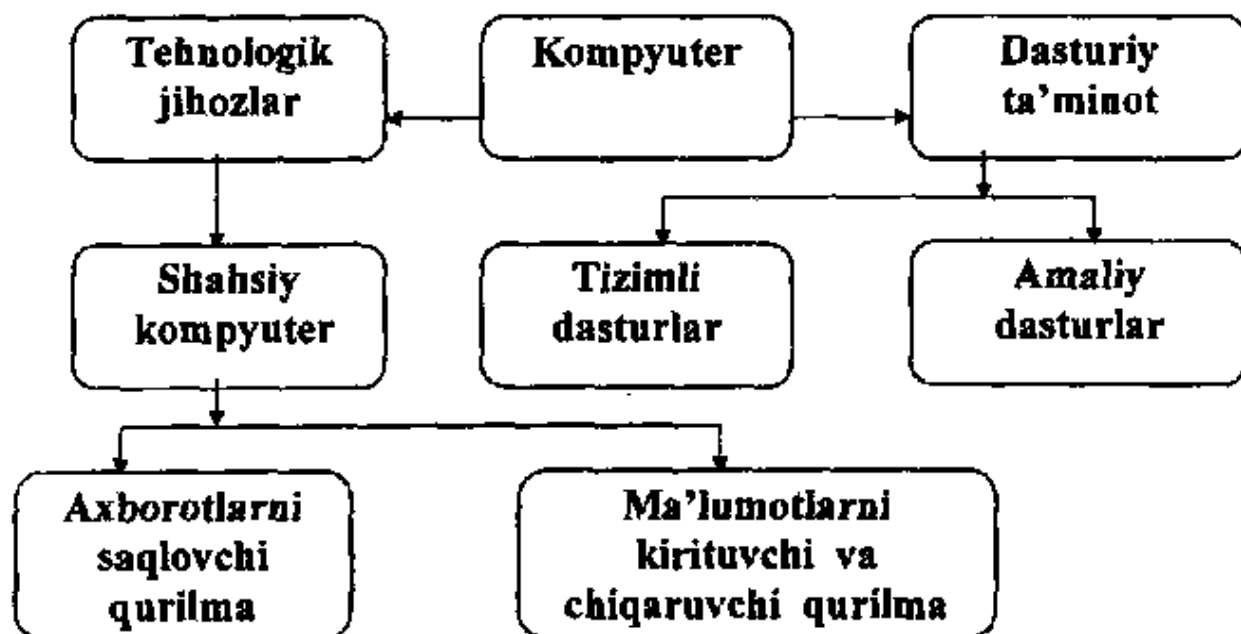 Tehnologik
jihozlar
Kompyuter
Dasturiy
ta’minot
Shahsiy
kompyuter
Tizimli
dasturlar
Amaliy
dasturlar
Axborotlarni
saqlovchi
qurilma
Ma’lumotlarni
kirituvchi va
chiqaruvchi qurilma